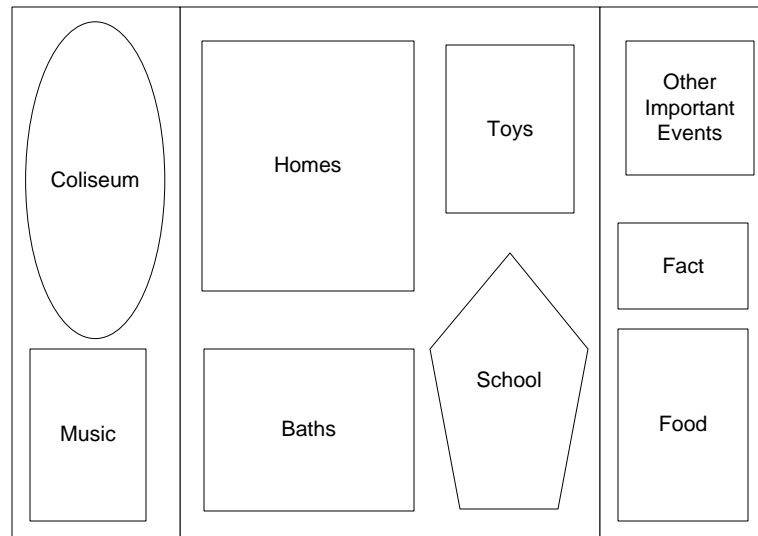 Coliseum
Music
Homes
Toys
Baths
School
Other
Important
Events
Fact
Food